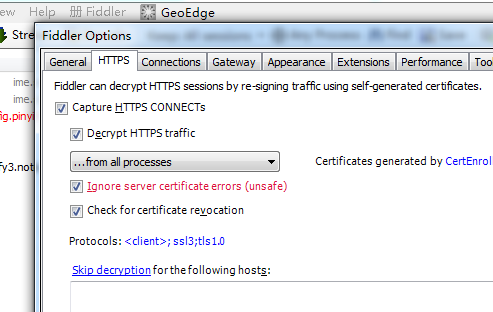 ew Help Fiddler GeoEdge
Stre
Fiddler Options
General HTTPS Connections Gateway Appearance Extensions Performance Too
Fiddler can decrypt HTTPS sessions by re-signing traffic using self-generated certificates.
ime.
Capture HTTPS CONNECTs
ime.
fig.pinyi
Decrypt HTTPS traffic
...from all processes
Certificates generated by CertEnrol
fy3.not
Ignore server certificate errors (unsafe)
Check for certificate revocation
Protocols: <client>; ssl3;tls1.0
Skip decryption for the following hosts: